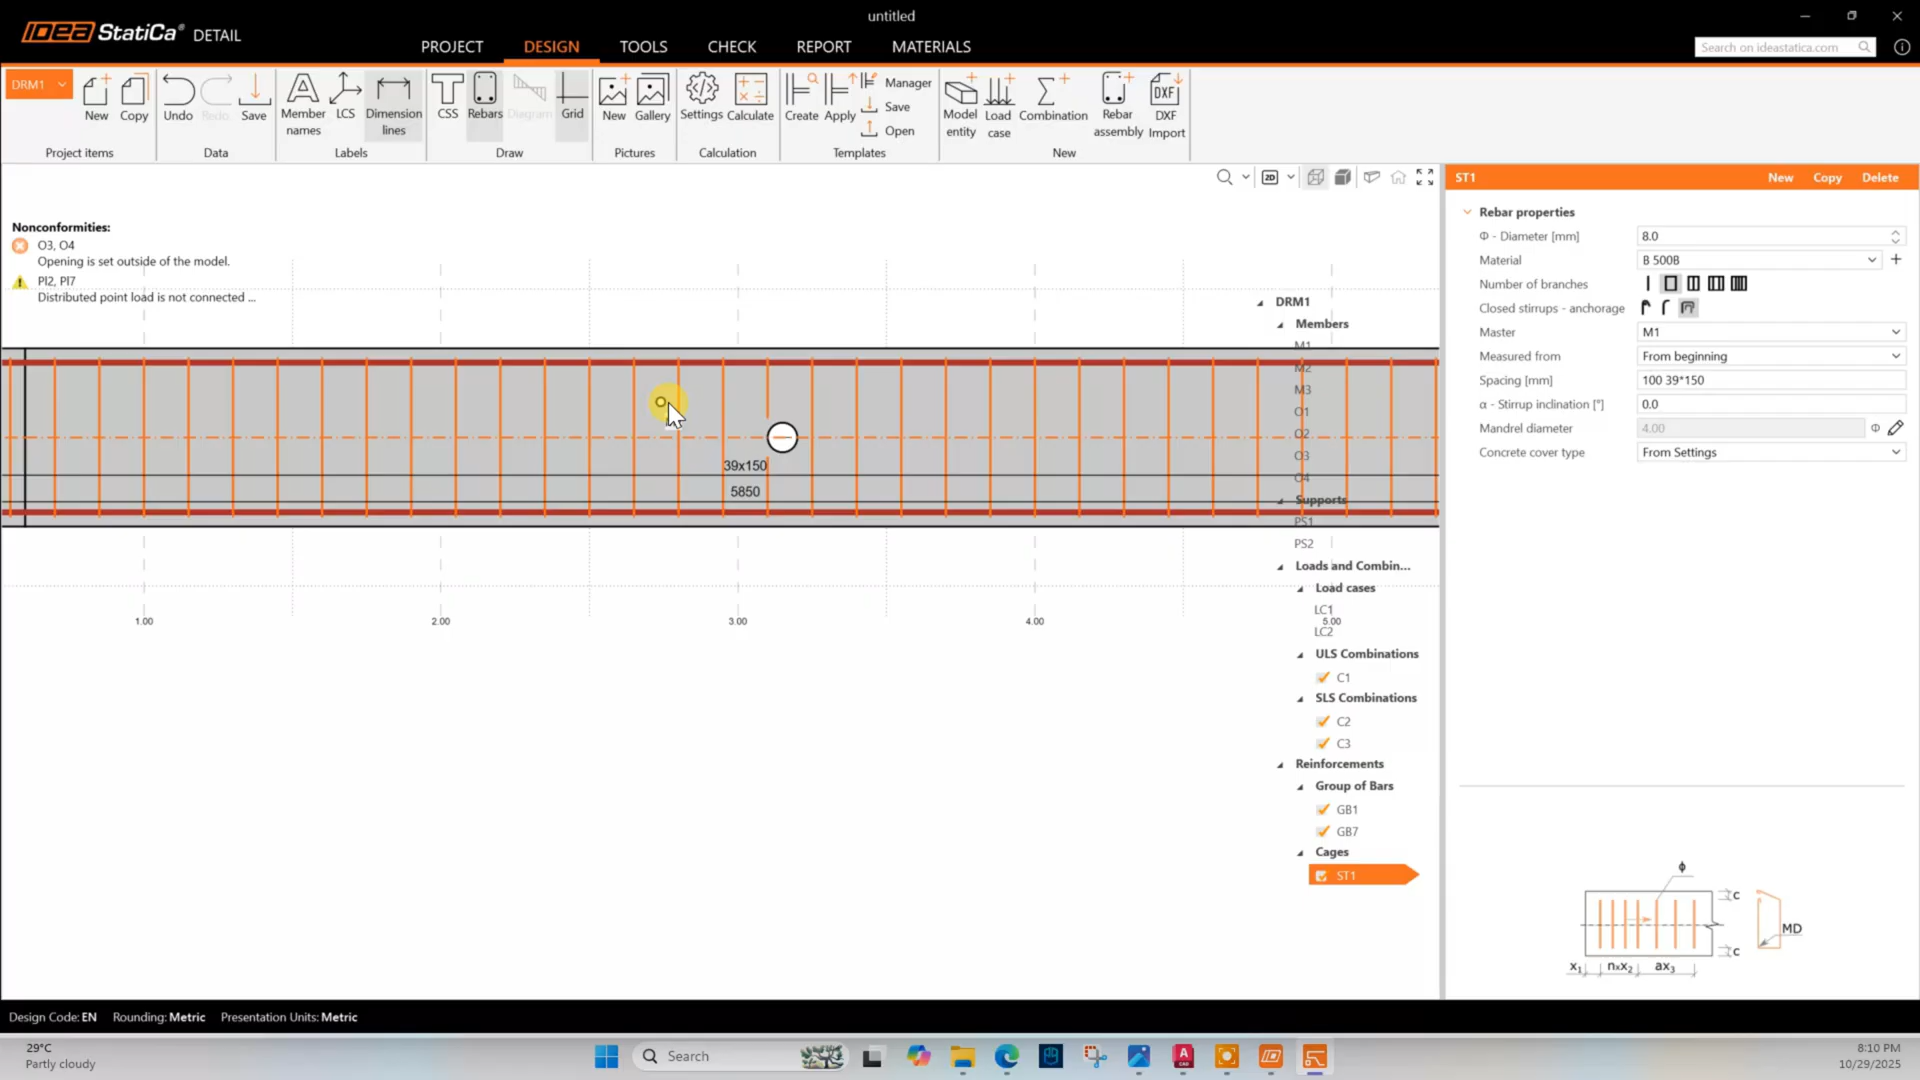 untitled
IDEA StatiCa® DETAIL
PROJECT DESIGN TOOLS CHECK REPORT MATERIALS
Search on ideastatica.com
DRM1
New Copy
Project items
Undo Redo Save
Data
Member names LCS Dimension lines
Labels
CSS Rebars Diagram Grid
Draw
New Gallery
Pictures
Settings Calculate
Calculation
Create Apply Manager Save Open
Templates
Model entity Load case Combination Rebar assembly DXF Import
New
2D
Nonconformities:
O3, O4
Opening is set outside of the model.
PI2, PI7
Distributed point load is not connected ...
39x150
5850
1.00 2.00 3.00 4.00 5.00
DRM1
Members
M1
M2
M3
O1
O2
O3
O4
Supports
PS1
PS2
Loads and Combin...
Load cases
LC1
LC2
ULS Combinations
C1
SLS Combinations
C2
C3
Reinforcements
Group of Bars
GB1
GB7
Cages
ST1
ST1 New Copy Delete
Rebar properties
Φ - Diameter [mm] 8.0
Material B 500B
Number of branches
Closed stirrups - anchorage
Master M1
Measured from From beginning
Spacing [mm] 100 39*150
α - Stirrup inclination [°] 0.0
Mandrel diameter 4.00 Φ
Concrete cover type From Settings
ϕ
c
MD
c
x₁ nxx₂ ax₃
Design Code: EN Rounding: Metric Presentation Units: Metric
29°C
Partly cloudy
Search
8:10 PM
10/29/2025